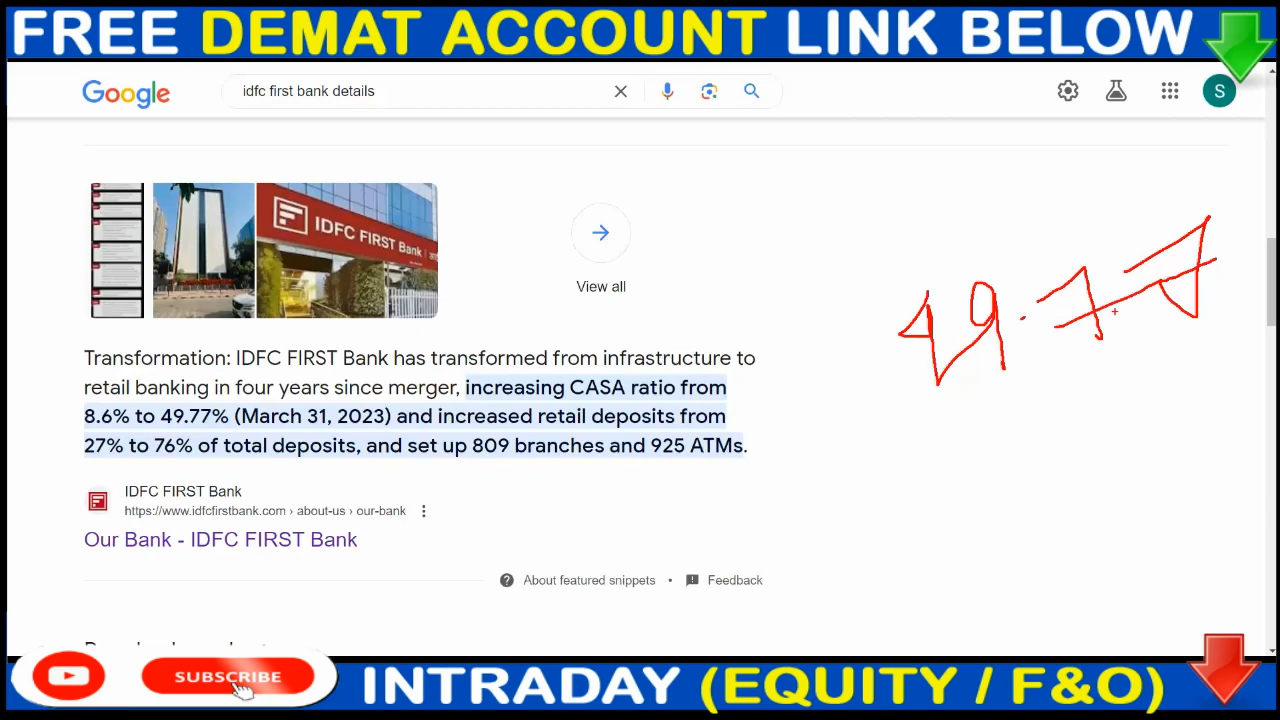 FREE DEMAT ACCOUNT LINK BELOW
Google
idfc first bank details
S
IDFC FIRST Bank
View all
49.77
Transformation: IDFC FIRST Bank has transformed from infrastructure to
retail banking in four years since merger, increasing CASA ratio from
8.6% to 49.77% (March 31, 2023) and increased retail deposits from
27% to 76% of total deposits, and set up 809 branches and 925 ATMs.
IDFC FIRST Bank
https://www.idfcfirstbank.com › about-us › our-bank
Our Bank - IDFC FIRST Bank
About featured snippets • Feedback
SUBSCRIBE
INTRADAY (EQUITY / F&O)